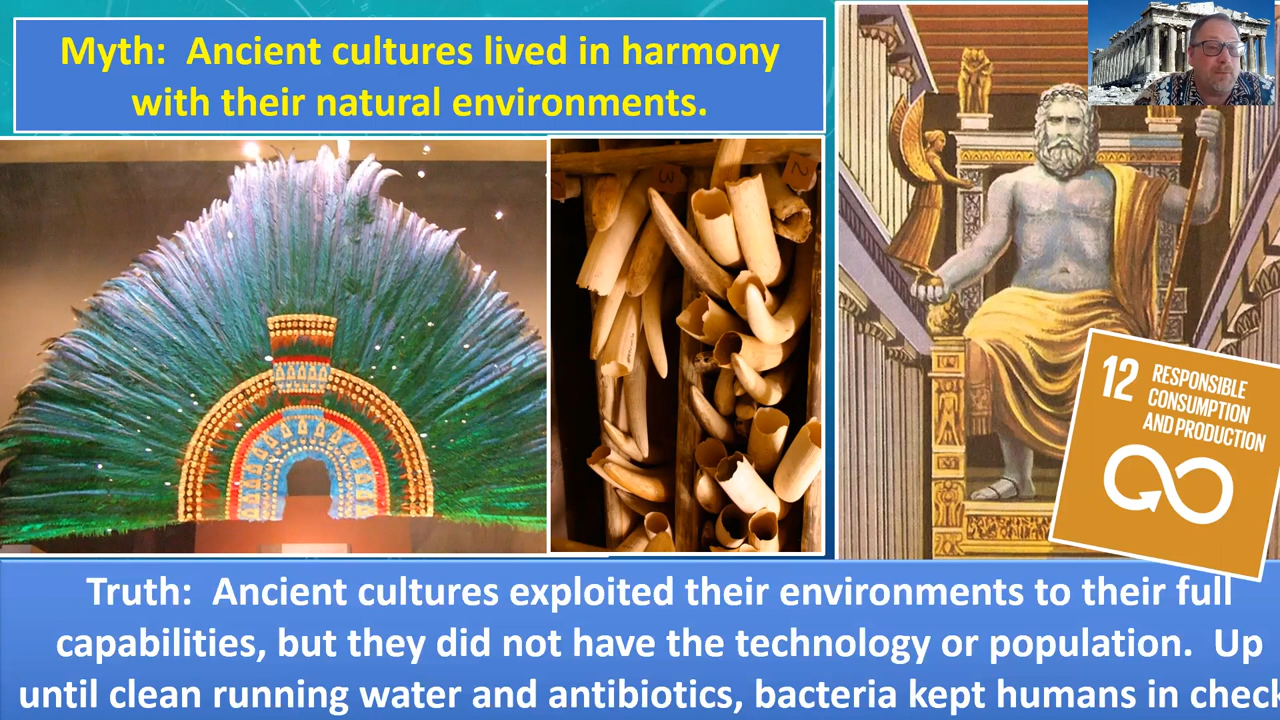 Myth:  Ancient cultures lived in harmony
with their natural environments.
3
2
12 RESPONSIBLE
CONSUMPTION
AND PRODUCTION
Truth:  Ancient cultures exploited their environments to their full
capabilities, but they did not have the technology or population.  Up
until clean running water and antibiotics, bacteria kept humans in check